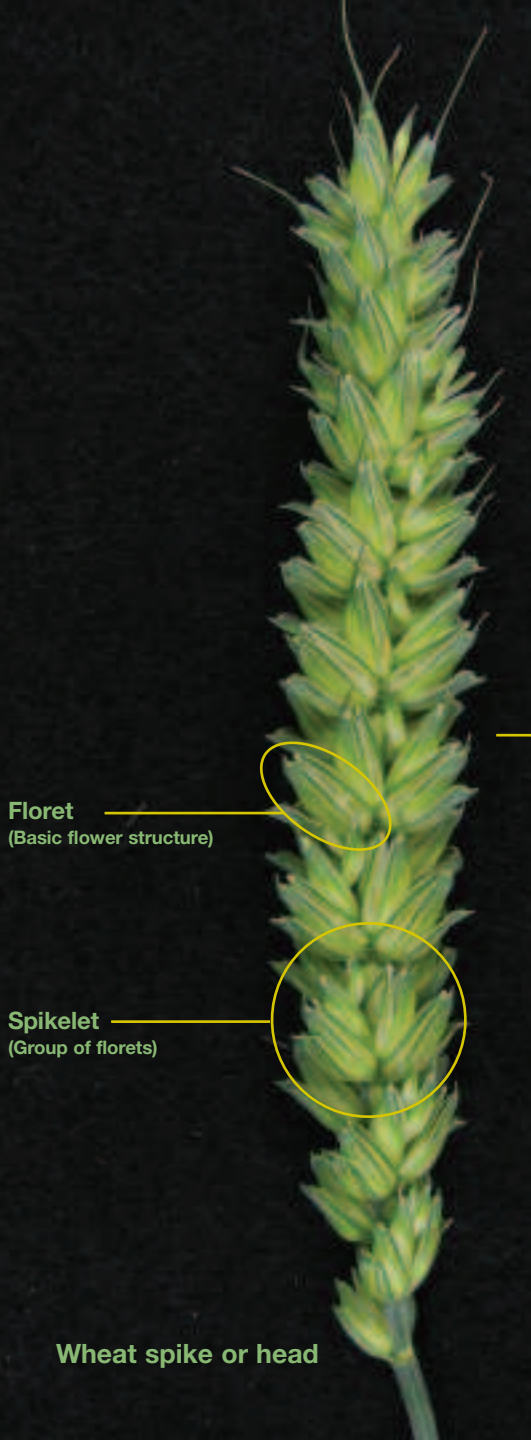 Floret
(Basic flower structure)
Spikelet
(Group of florets)
Wheat spike or head